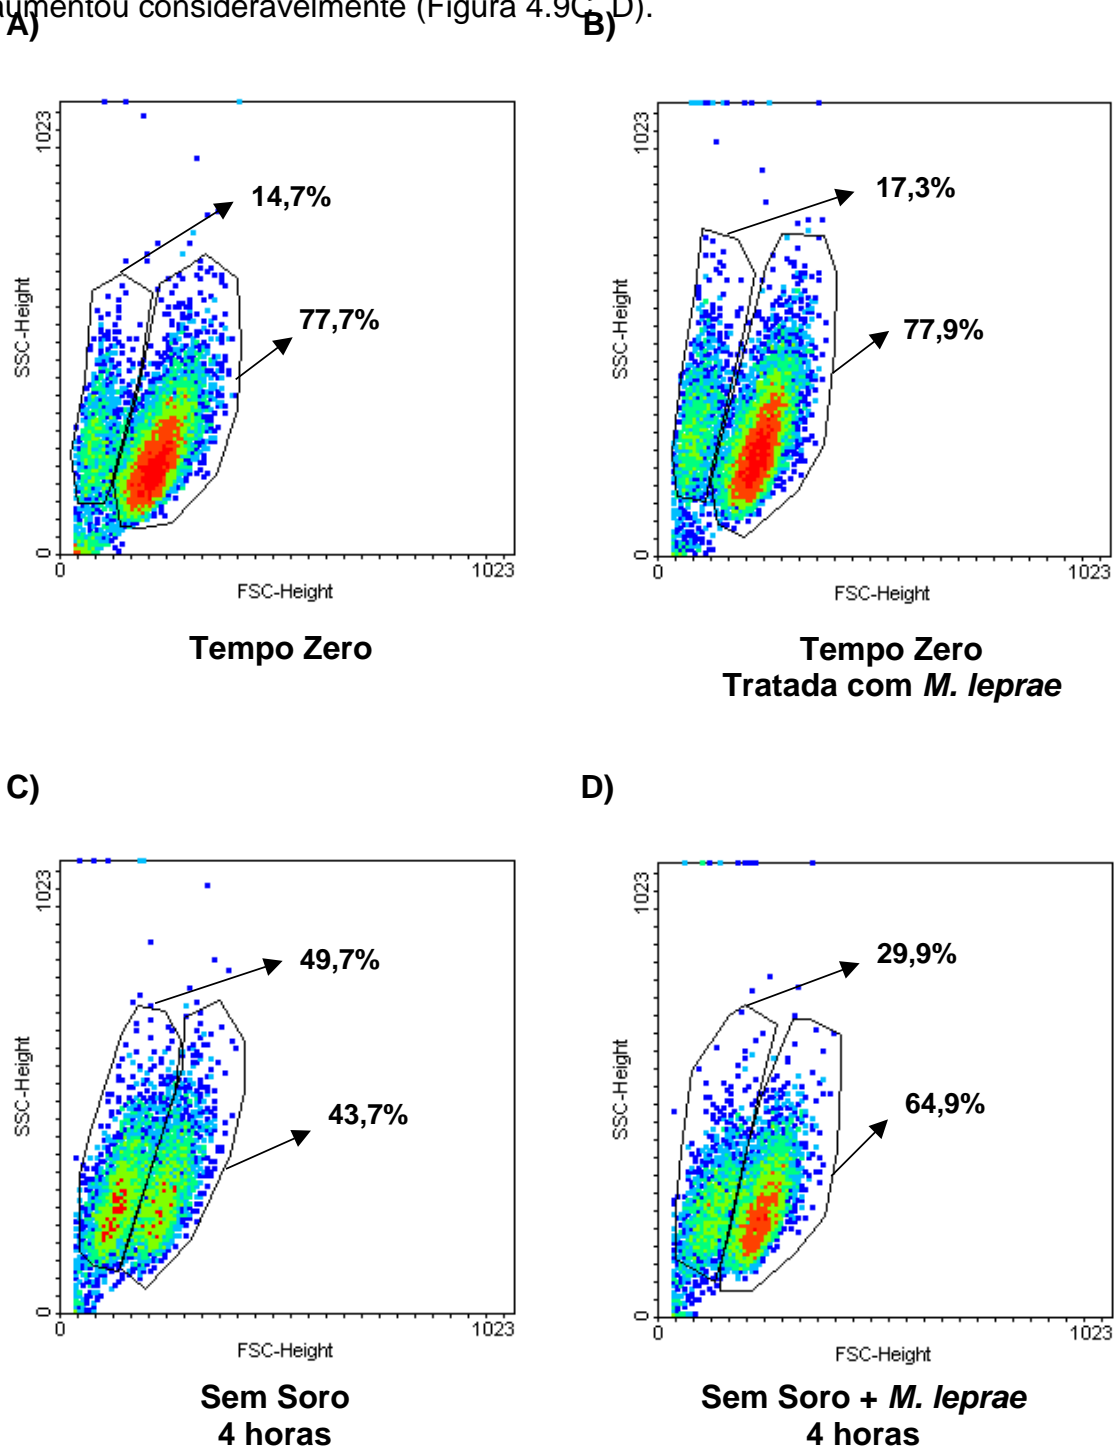 aumentou consideravelmente (Figura 4.9C, D).
A)
B)
1023
SSC-Height
0
14,7%
77,7%
0
1023
FSC-Height
Tempo Zero
1023
SSC-Height
0
17,3%
77,9%
0
1023
FSC-Height
Tempo Zero
Tratada com M. leprae
C)
D)
1023
SSC-Height
0
49,7%
43,7%
0
1023
FSC-Height
Sem Soro
4 horas
1023
SSC-Height
0
29,9%
64,9%
0
1023
FSC-Height
Sem Soro + M. leprae
4 horas